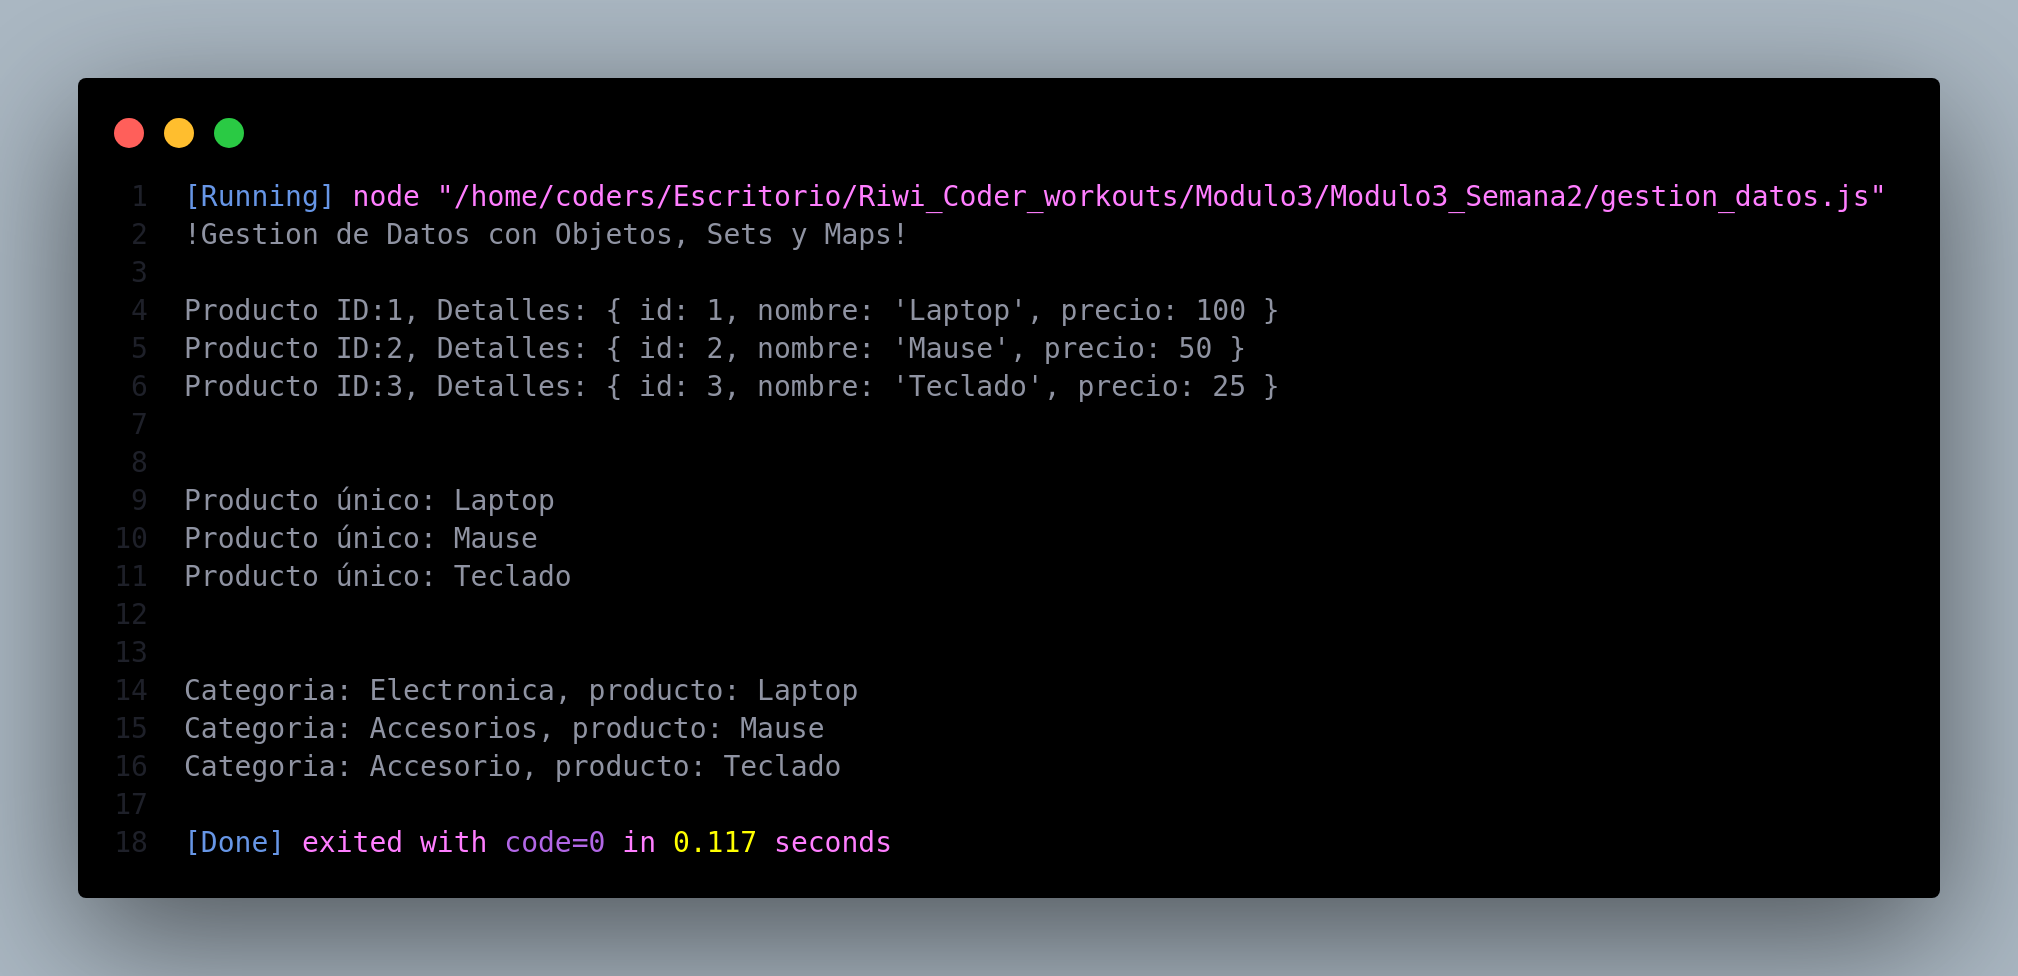 1 [Running] node "/home/coders/Escritorio/Riwi_Coder_workouts/Modulo3/Modulo3_Semana2/gestion_datos.js"
2 !Gestion de Datos con Objetos, Sets y Maps!
3
4 Producto ID:1, Detalles: { id: 1, nombre: 'Laptop', precio: 100 }
5 Producto ID:2, Detalles: { id: 2, nombre: 'Mause', precio: 50 }
6 Producto ID:3, Detalles: { id: 3, nombre: 'Teclado', precio: 25 }
7
8
9 Producto único: Laptop
10 Producto único: Mause
11 Producto único: Teclado
12
13
14 Categoria: Electronica, producto: Laptop
15 Categoria: Accesorios, producto: Mause
16 Categoria: Accesorio, producto: Teclado
17
18 [Done] exited with code=0 in 0.117 seconds